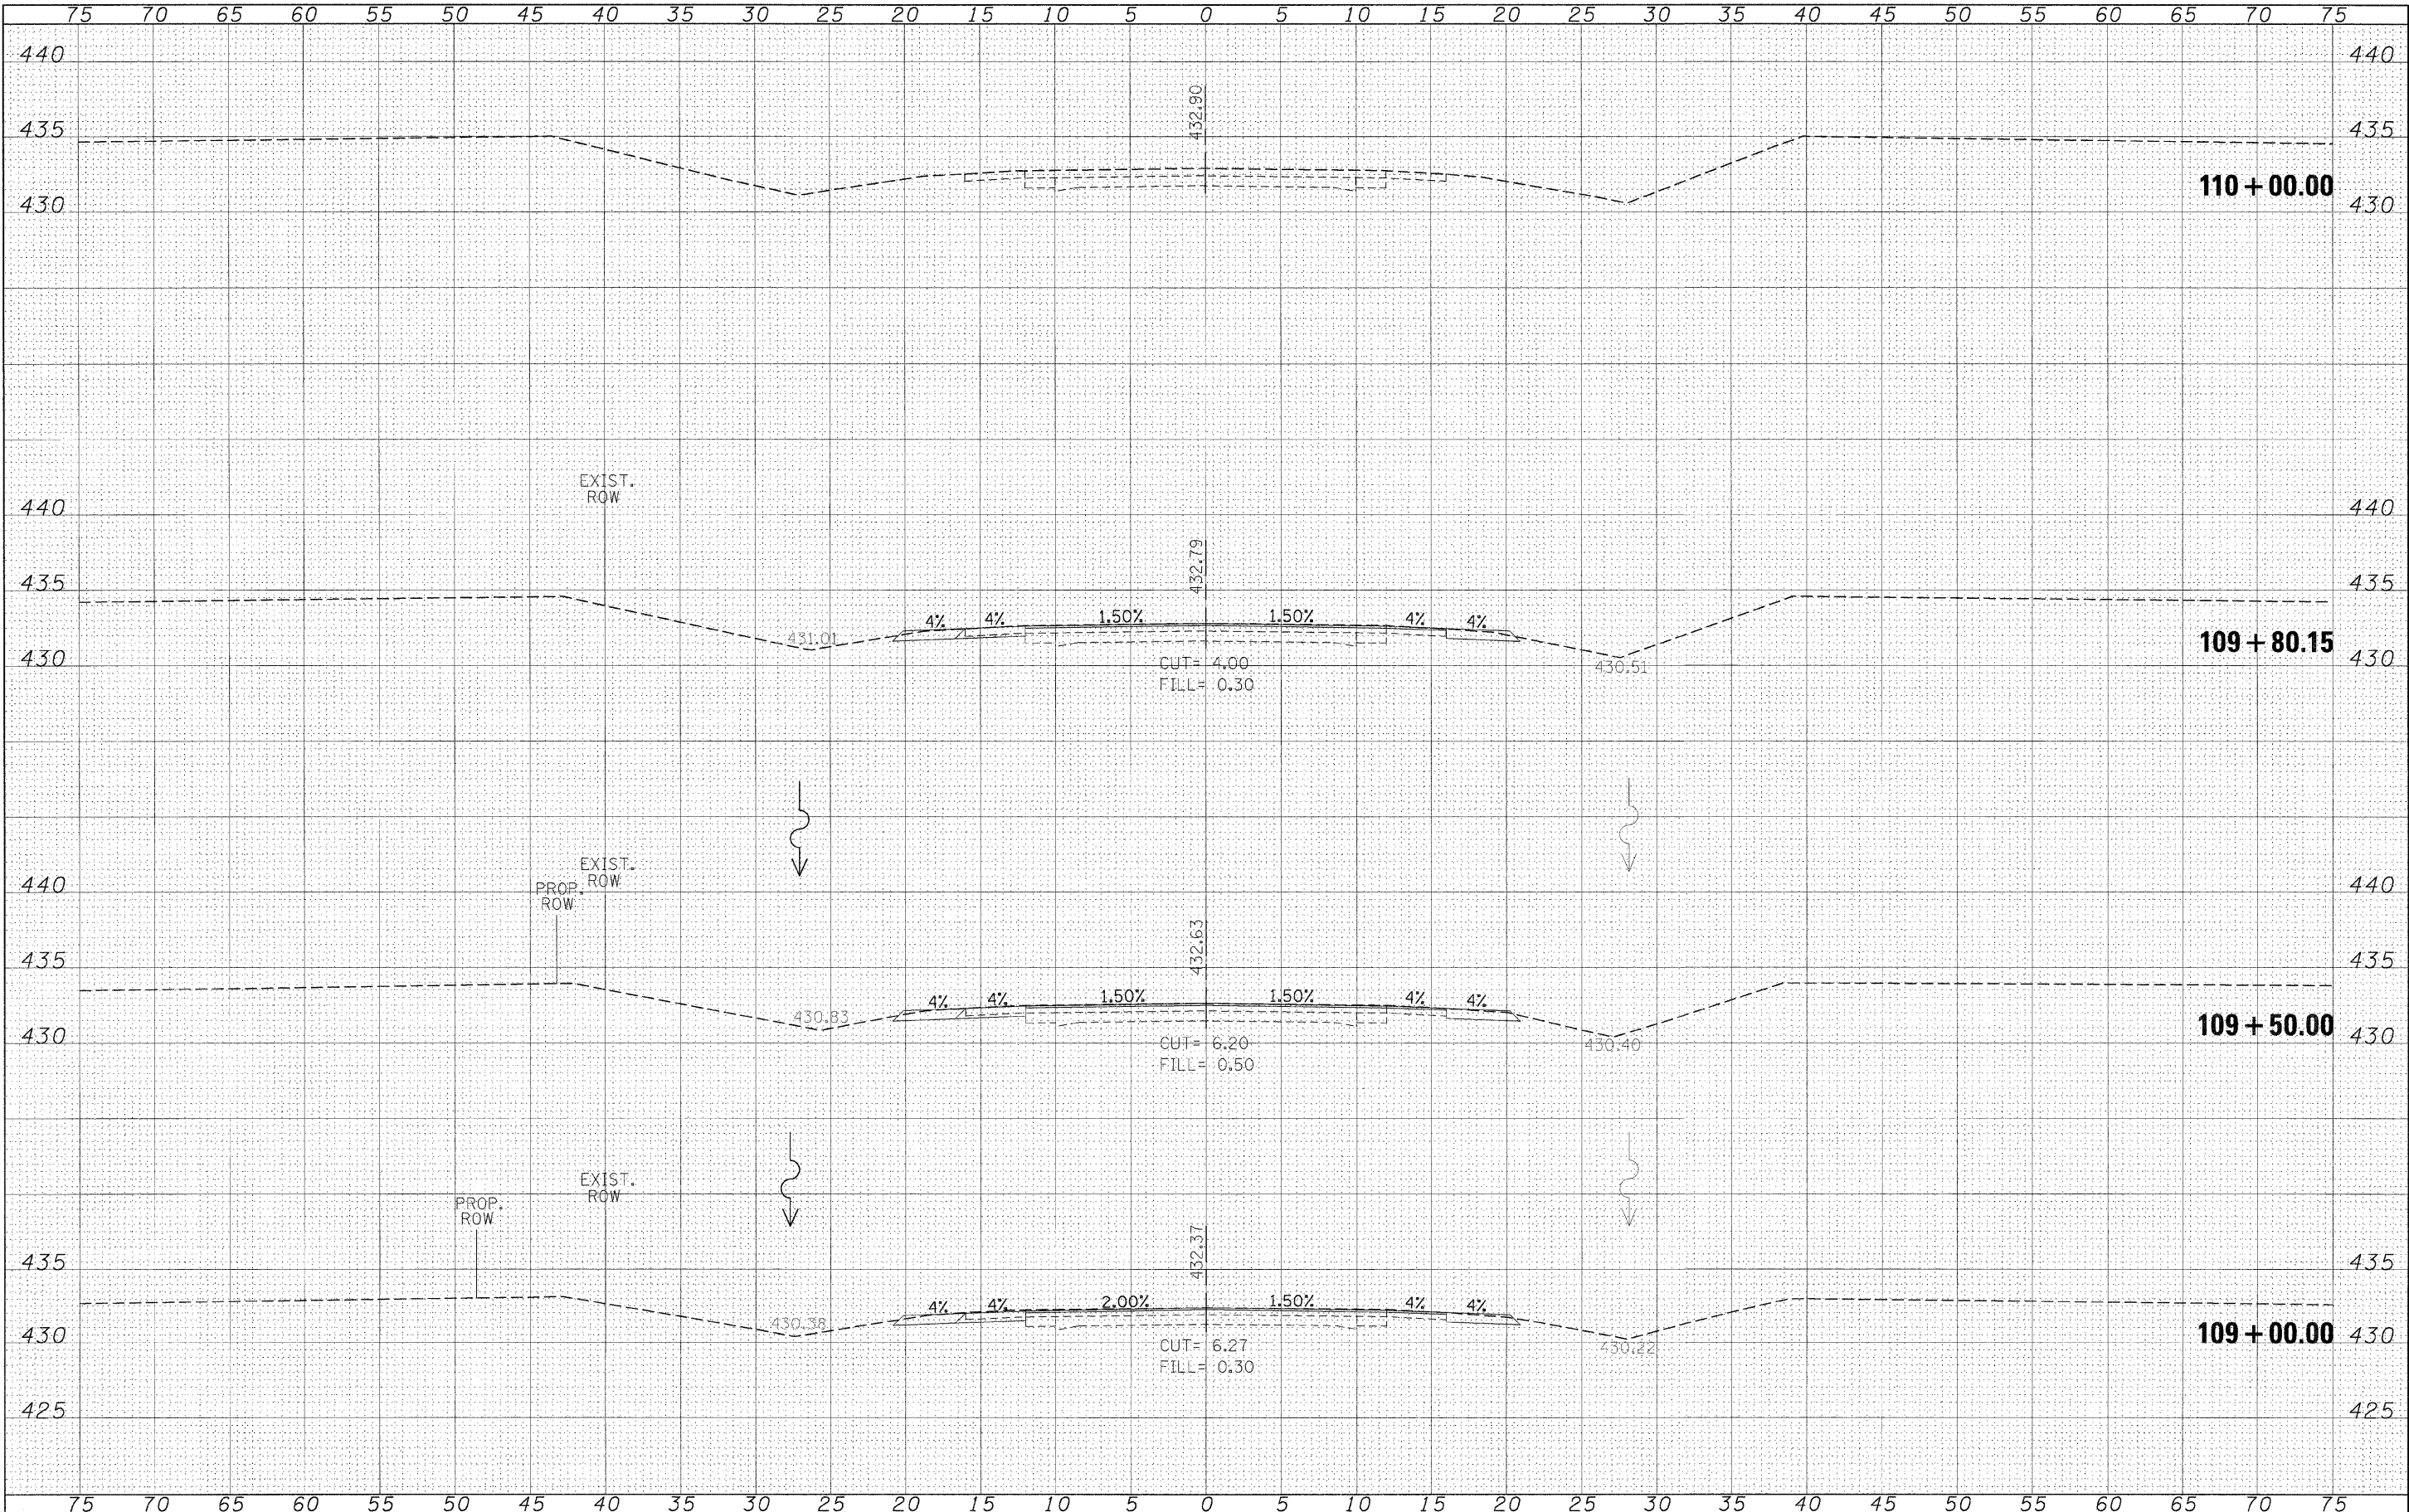 75 70 65 60 55 50 45 40 35 30 25 20 15 10 5 0 5 10 15 20 25 30 35 40 45 50 55 60 65 70 75
440 440
432.90
435 435
110 + 00.00
430 430
EXIST.
ROW
440 440
432.79
435 435
4% 4% 1.50% 1.50% 4% 4%
431.01
109 + 80.15
430 430
CUT= 4.00
430.51
FILL= 0.30
EXIST.
ROW
440 440
PROP.
ROW
432.63
435 435
4% 4% 1.50% 1.50% 4% 4%
430.83
109 + 50.00
430 430
CUT= 6.20
430.40
FILL= 0.50
EXIST.
ROW
PROP.
ROW
432.37
435 435
4% 4% 2.00% 1.50% 4% 4%
430.38
109 + 00.00
430 430
CUT= 6.27
430.22
FILL= 0.30
425 425
75 70 65 60 55 50 45 40 35 30 25 20 15 10 5 0 5 10 15 20 25 30 35 40 45 50 55 60 65 70 75